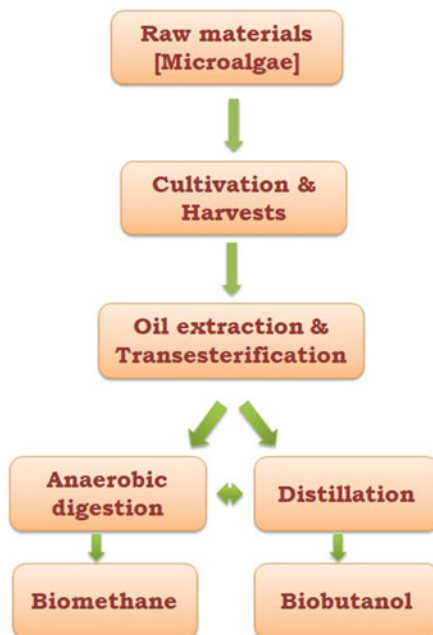 Raw materials
[Microalgae]
Cultivation &
Harvests
Oil extraction &
Transesterification
Anaerobic
digestion
Distillation
Biomethane
Biobutanol